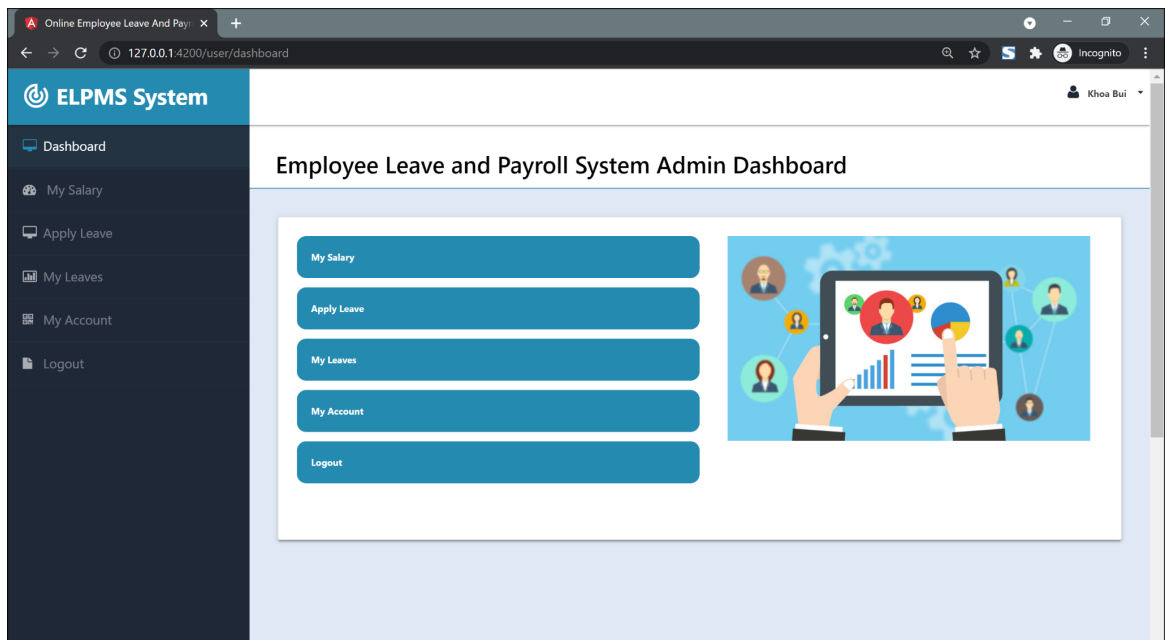 Online Employee Leave And Payr
127.0.0.1:4200/user/dashboard
Incognito
ELPMS System
Khoa Bui
Dashboard
My Salary
Apply Leave
My Leaves
My Account
Logout
Employee Leave and Payroll System Admin Dashboard
My Salary
Apply Leave
My Leaves
My Account
Logout